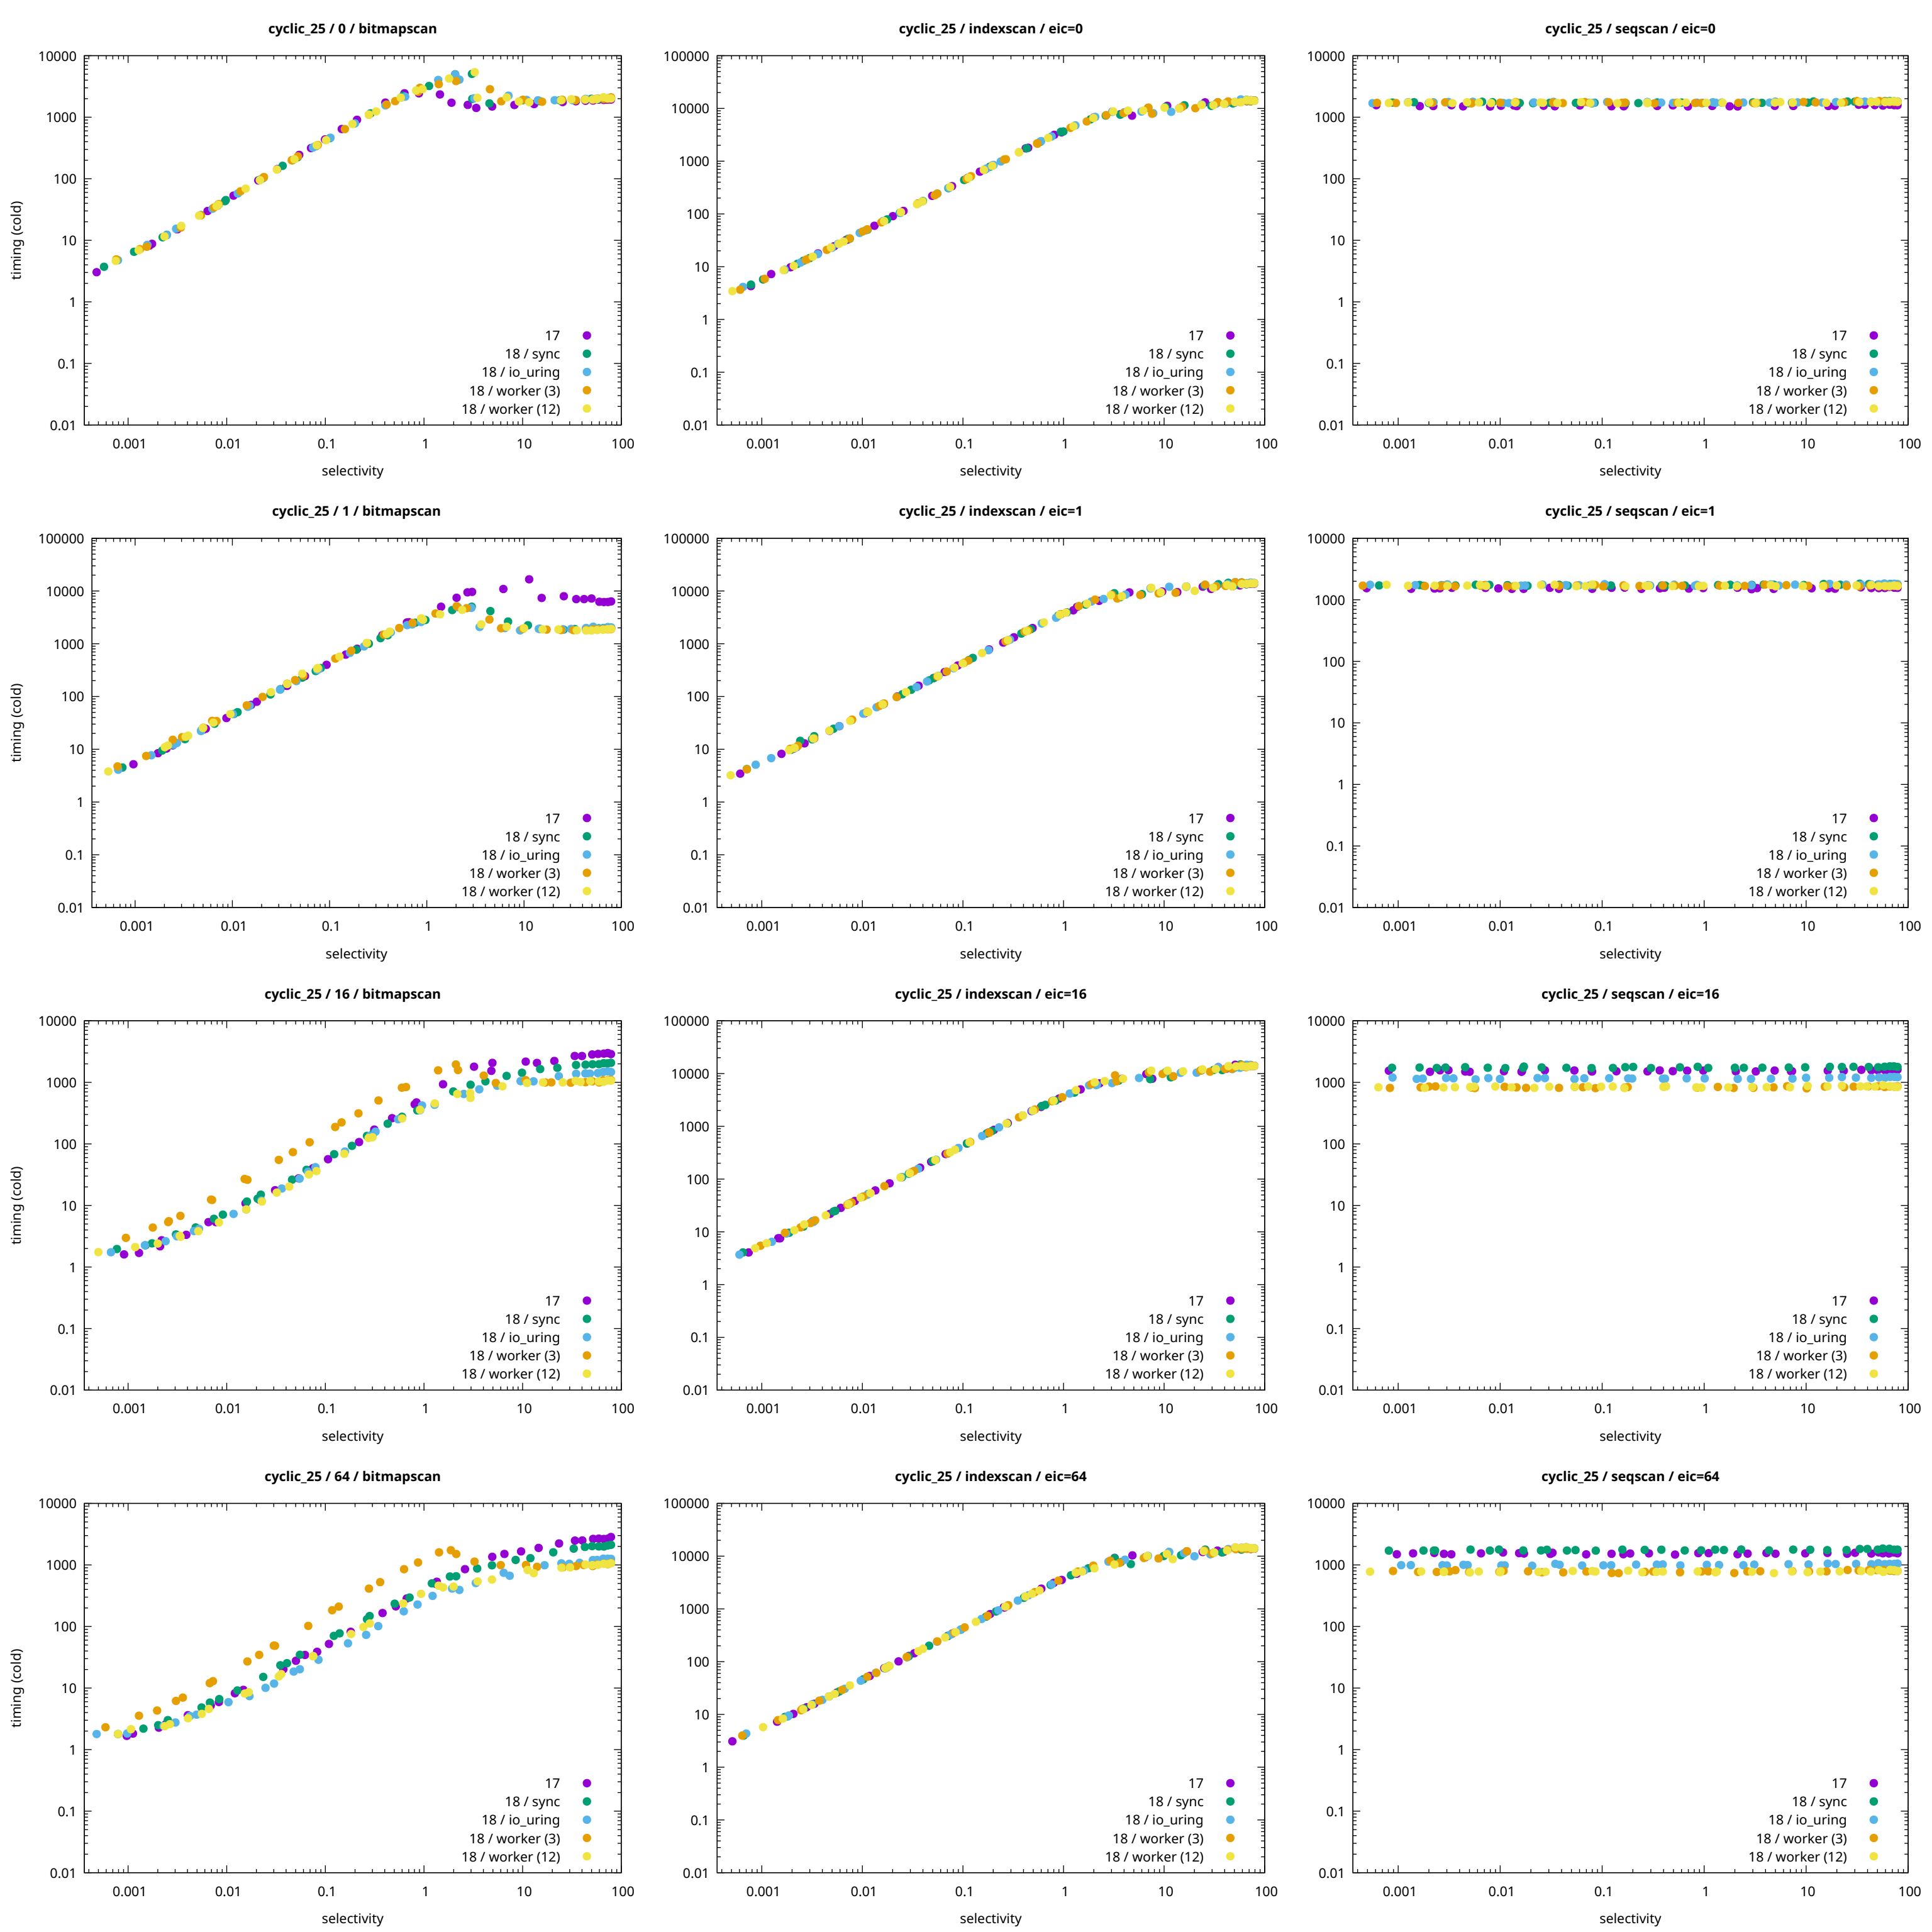 cyclic_25 / 0 / bitmapscan
10000
1000
100
10
1
0.1
0.01
timing (cold)
17
18 / sync
18 / io_uring
18 / worker (3)
18 / worker (12)
0.001 0.01 0.1 1 10 100
selectivity
cyclic_25 / indexscan / eic=0
100000
10000
1000
100
10
1
0.1
0.01
17
18 / sync
18 / io_uring
18 / worker (3)
18 / worker (12)
0.001 0.01 0.1 1 10 100
selectivity
cyclic_25 / seqscan / eic=0
10000
1000
100
10
1
0.1
0.01
17
18 / sync
18 / io_uring
18 / worker (3)
18 / worker (12)
0.001 0.01 0.1 1 10 100
selectivity
cyclic_25 / 1 / bitmapscan
100000
10000
1000
100
10
1
0.1
0.01
timing (cold)
17
18 / sync
18 / io_uring
18 / worker (3)
18 / worker (12)
0.001 0.01 0.1 1 10 100
selectivity
cyclic_25 / indexscan / eic=1
100000
10000
1000
100
10
1
0.1
0.01
17
18 / sync
18 / io_uring
18 / worker (3)
18 / worker (12)
0.001 0.01 0.1 1 10 100
selectivity
cyclic_25 / seqscan / eic=1
10000
1000
100
10
1
0.1
0.01
17
18 / sync
18 / io_uring
18 / worker (3)
18 / worker (12)
0.001 0.01 0.1 1 10 100
selectivity
cyclic_25 / 16 / bitmapscan
10000
1000
100
10
1
0.1
0.01
timing (cold)
17
18 / sync
18 / io_uring
18 / worker (3)
18 / worker (12)
0.001 0.01 0.1 1 10 100
selectivity
cyclic_25 / indexscan / eic=16
100000
10000
1000
100
10
1
0.1
0.01
17
18 / sync
18 / io_uring
18 / worker (3)
18 / worker (12)
0.001 0.01 0.1 1 10 100
selectivity
cyclic_25 / seqscan / eic=16
10000
1000
100
10
1
0.1
0.01
17
18 / sync
18 / io_uring
18 / worker (3)
18 / worker (12)
0.001 0.01 0.1 1 10 100
selectivity
cyclic_25 / 64 / bitmapscan
10000
1000
100
10
1
0.1
0.01
timing (cold)
17
18 / sync
18 / io_uring
18 / worker (3)
18 / worker (12)
0.001 0.01 0.1 1 10 100
selectivity
cyclic_25 / indexscan / eic=64
100000
10000
1000
100
10
1
0.1
0.01
17
18 / sync
18 / io_uring
18 / worker (3)
18 / worker (12)
0.001 0.01 0.1 1 10 100
selectivity
cyclic_25 / seqscan / eic=64
10000
1000
100
10
1
0.1
0.01
17
18 / sync
18 / io_uring
18 / worker (3)
18 / worker (12)
0.001 0.01 0.1 1 10 100
selectivity